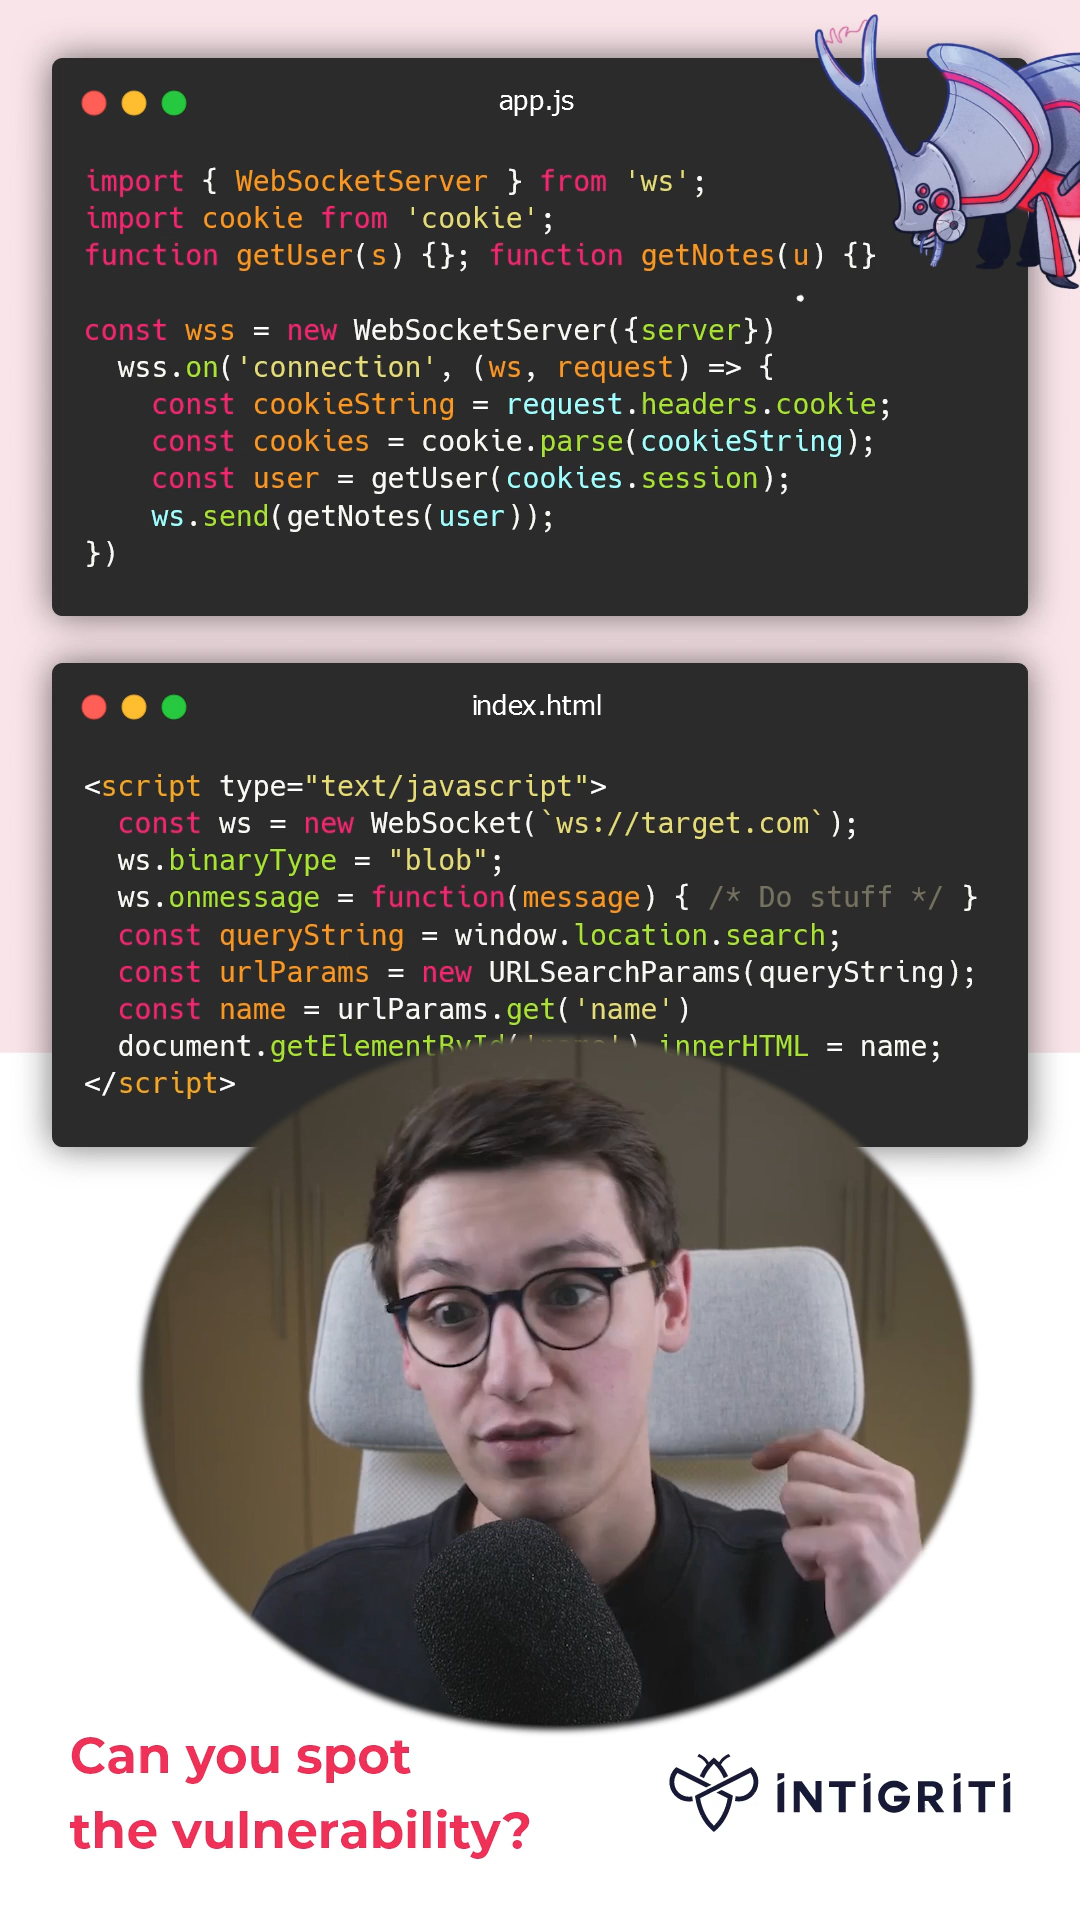 app.js
import { WebSocketServer } from 'ws';
import cookie from 'cookie';
function getUser(s) {}; function getNotes(u) {}
const wss = new WebSocketServer({server})
  wss.on('connection', (ws, request) => {
    const cookieString = request.headers.cookie;
    const cookies = cookie.parse(cookieString);
    const user = getUser(cookies.session);
    ws.send(getNotes(user));
})
index.html
<script type="text/javascript">
  const ws = new WebSocket(`ws://target.com`);
  ws.binaryType = "blob";
  ws.onmessage = function(message) { /* Do stuff */ }
  const queryString = window.location.search;
  const urlParams = new URLSearchParams(queryString);
  const name = urlParams.get('name')
  document.getElementById('name').innerHTML = name;
</script>
Can you spot
the vulnerability?
INTIGRITI